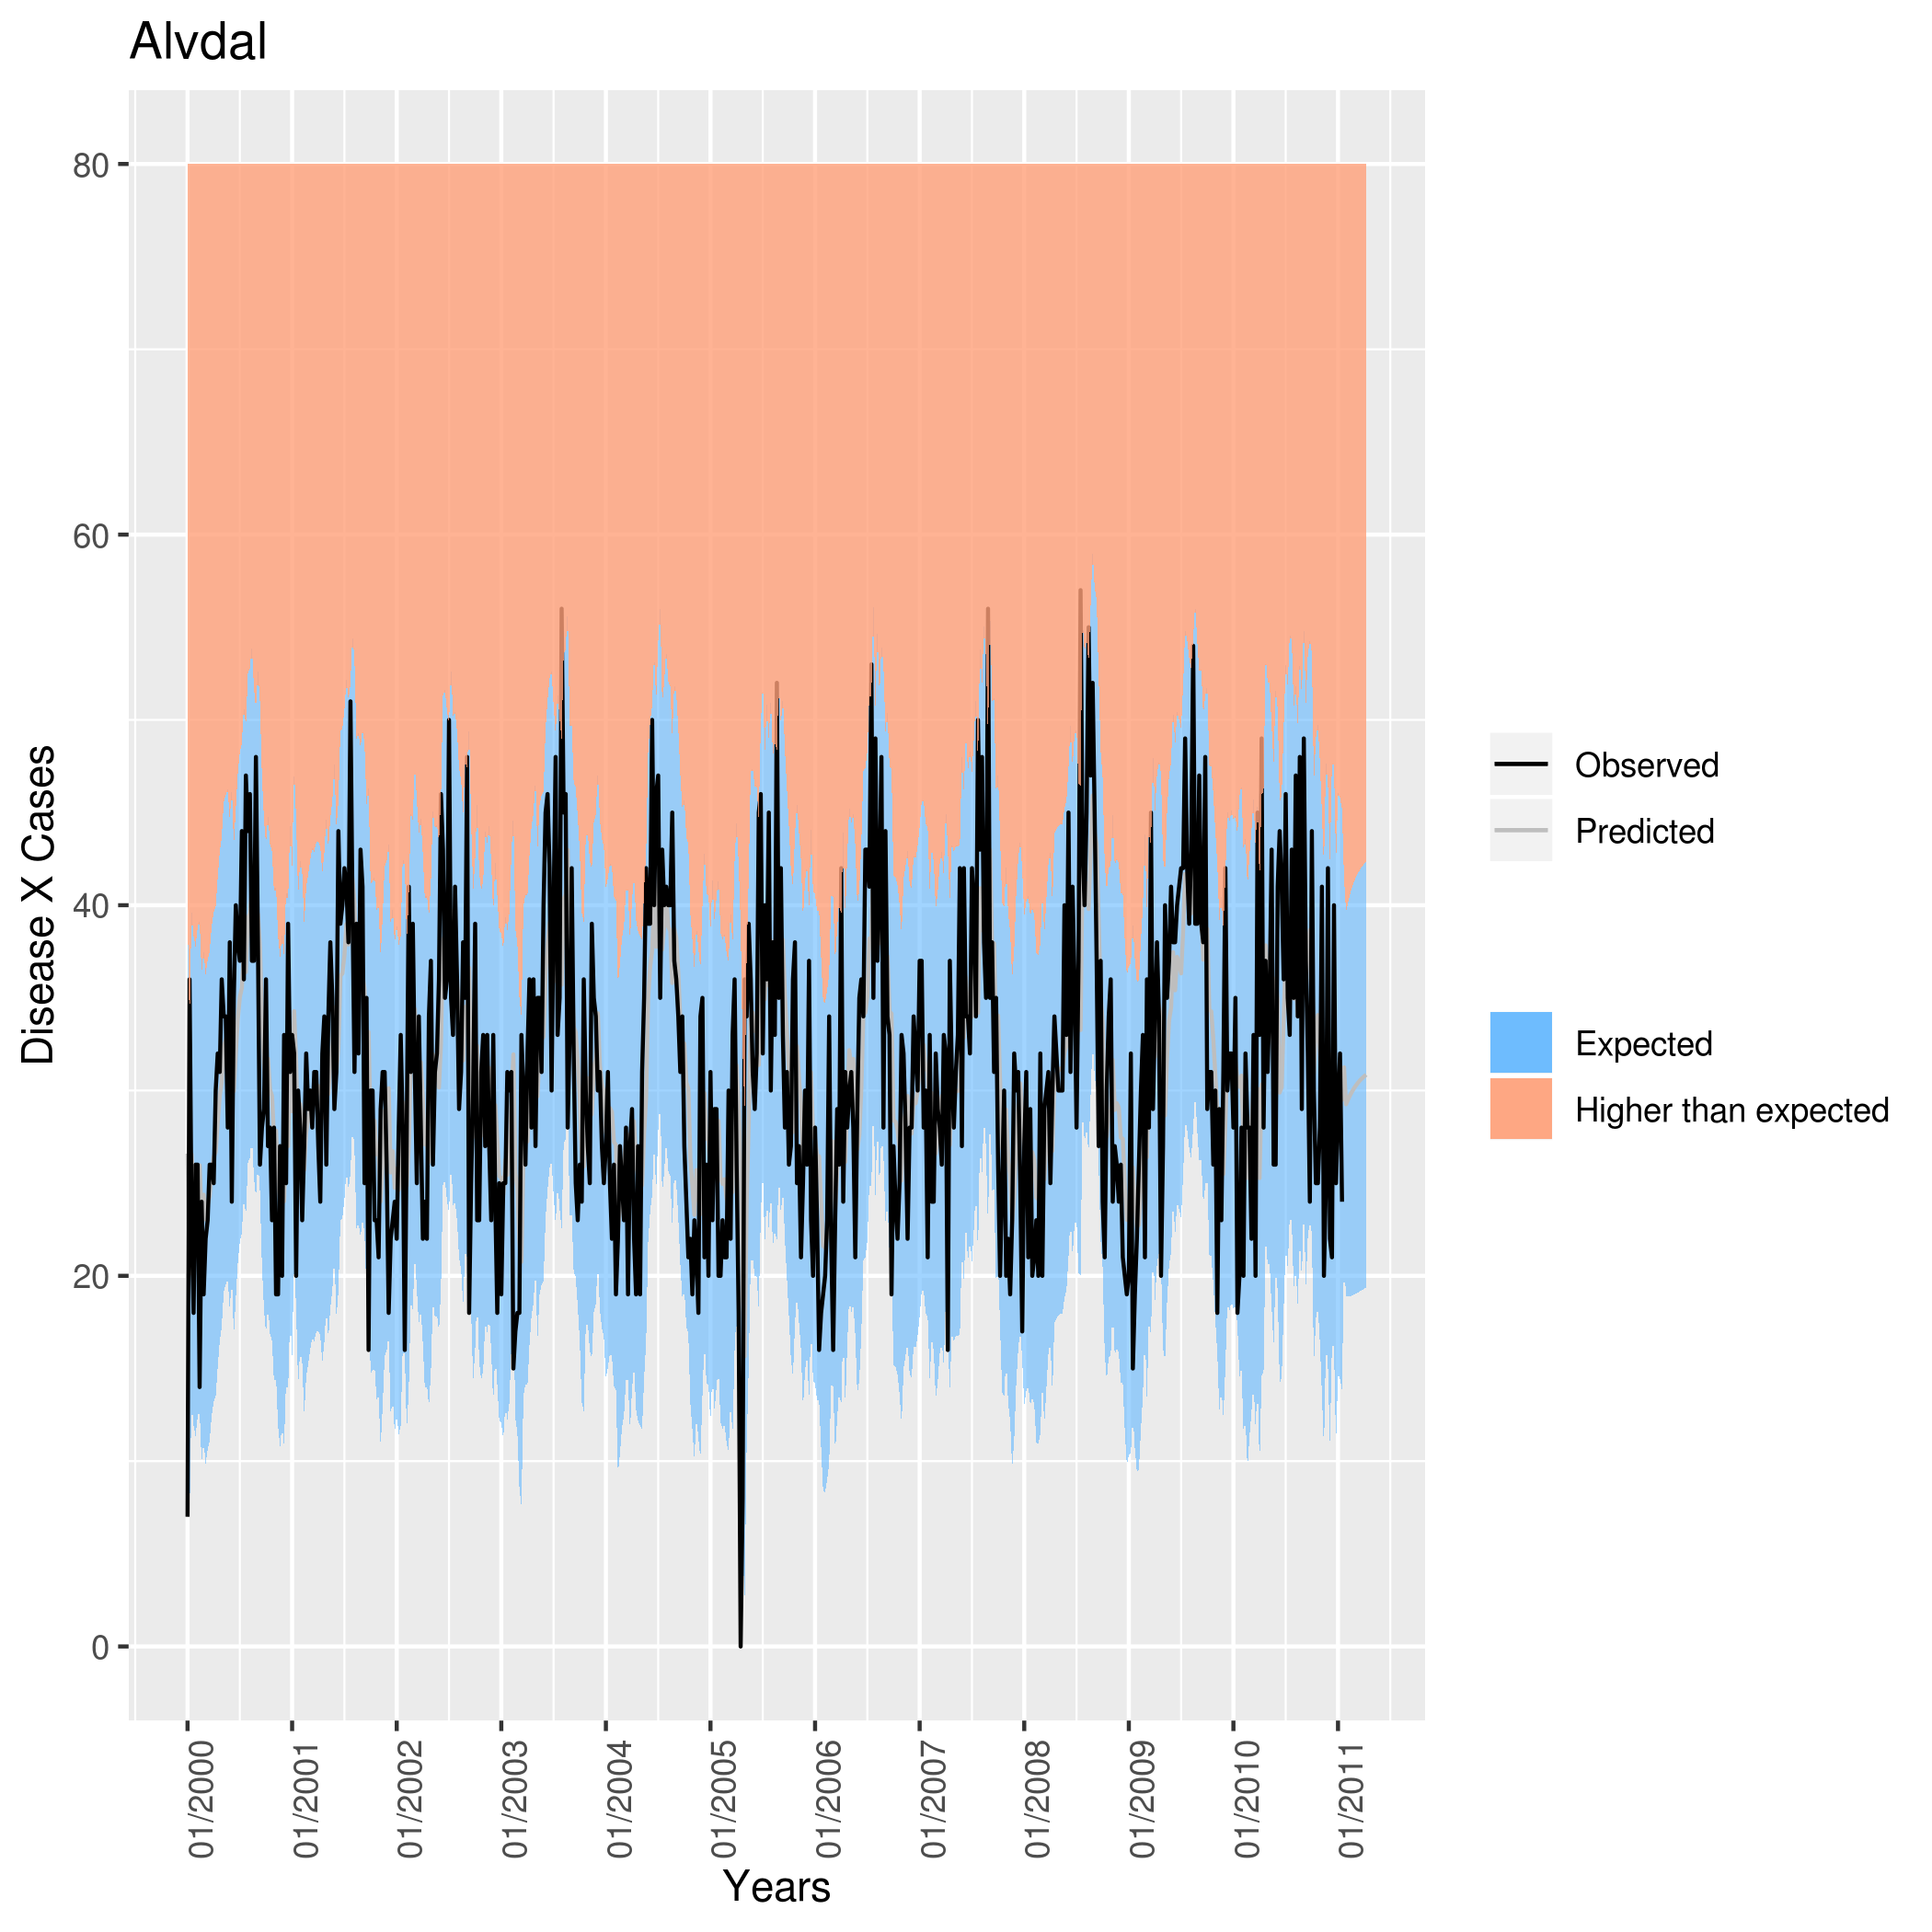 Alvdal
Disease X Cases
80
60
40
20
0
01/2000
01/2001
01/2002
01/2003
01/2004
01/2005
01/2006
01/2007
01/2008
01/2009
01/2010
01/2011
Years
Observed
Predicted
Expected
Higher than expected